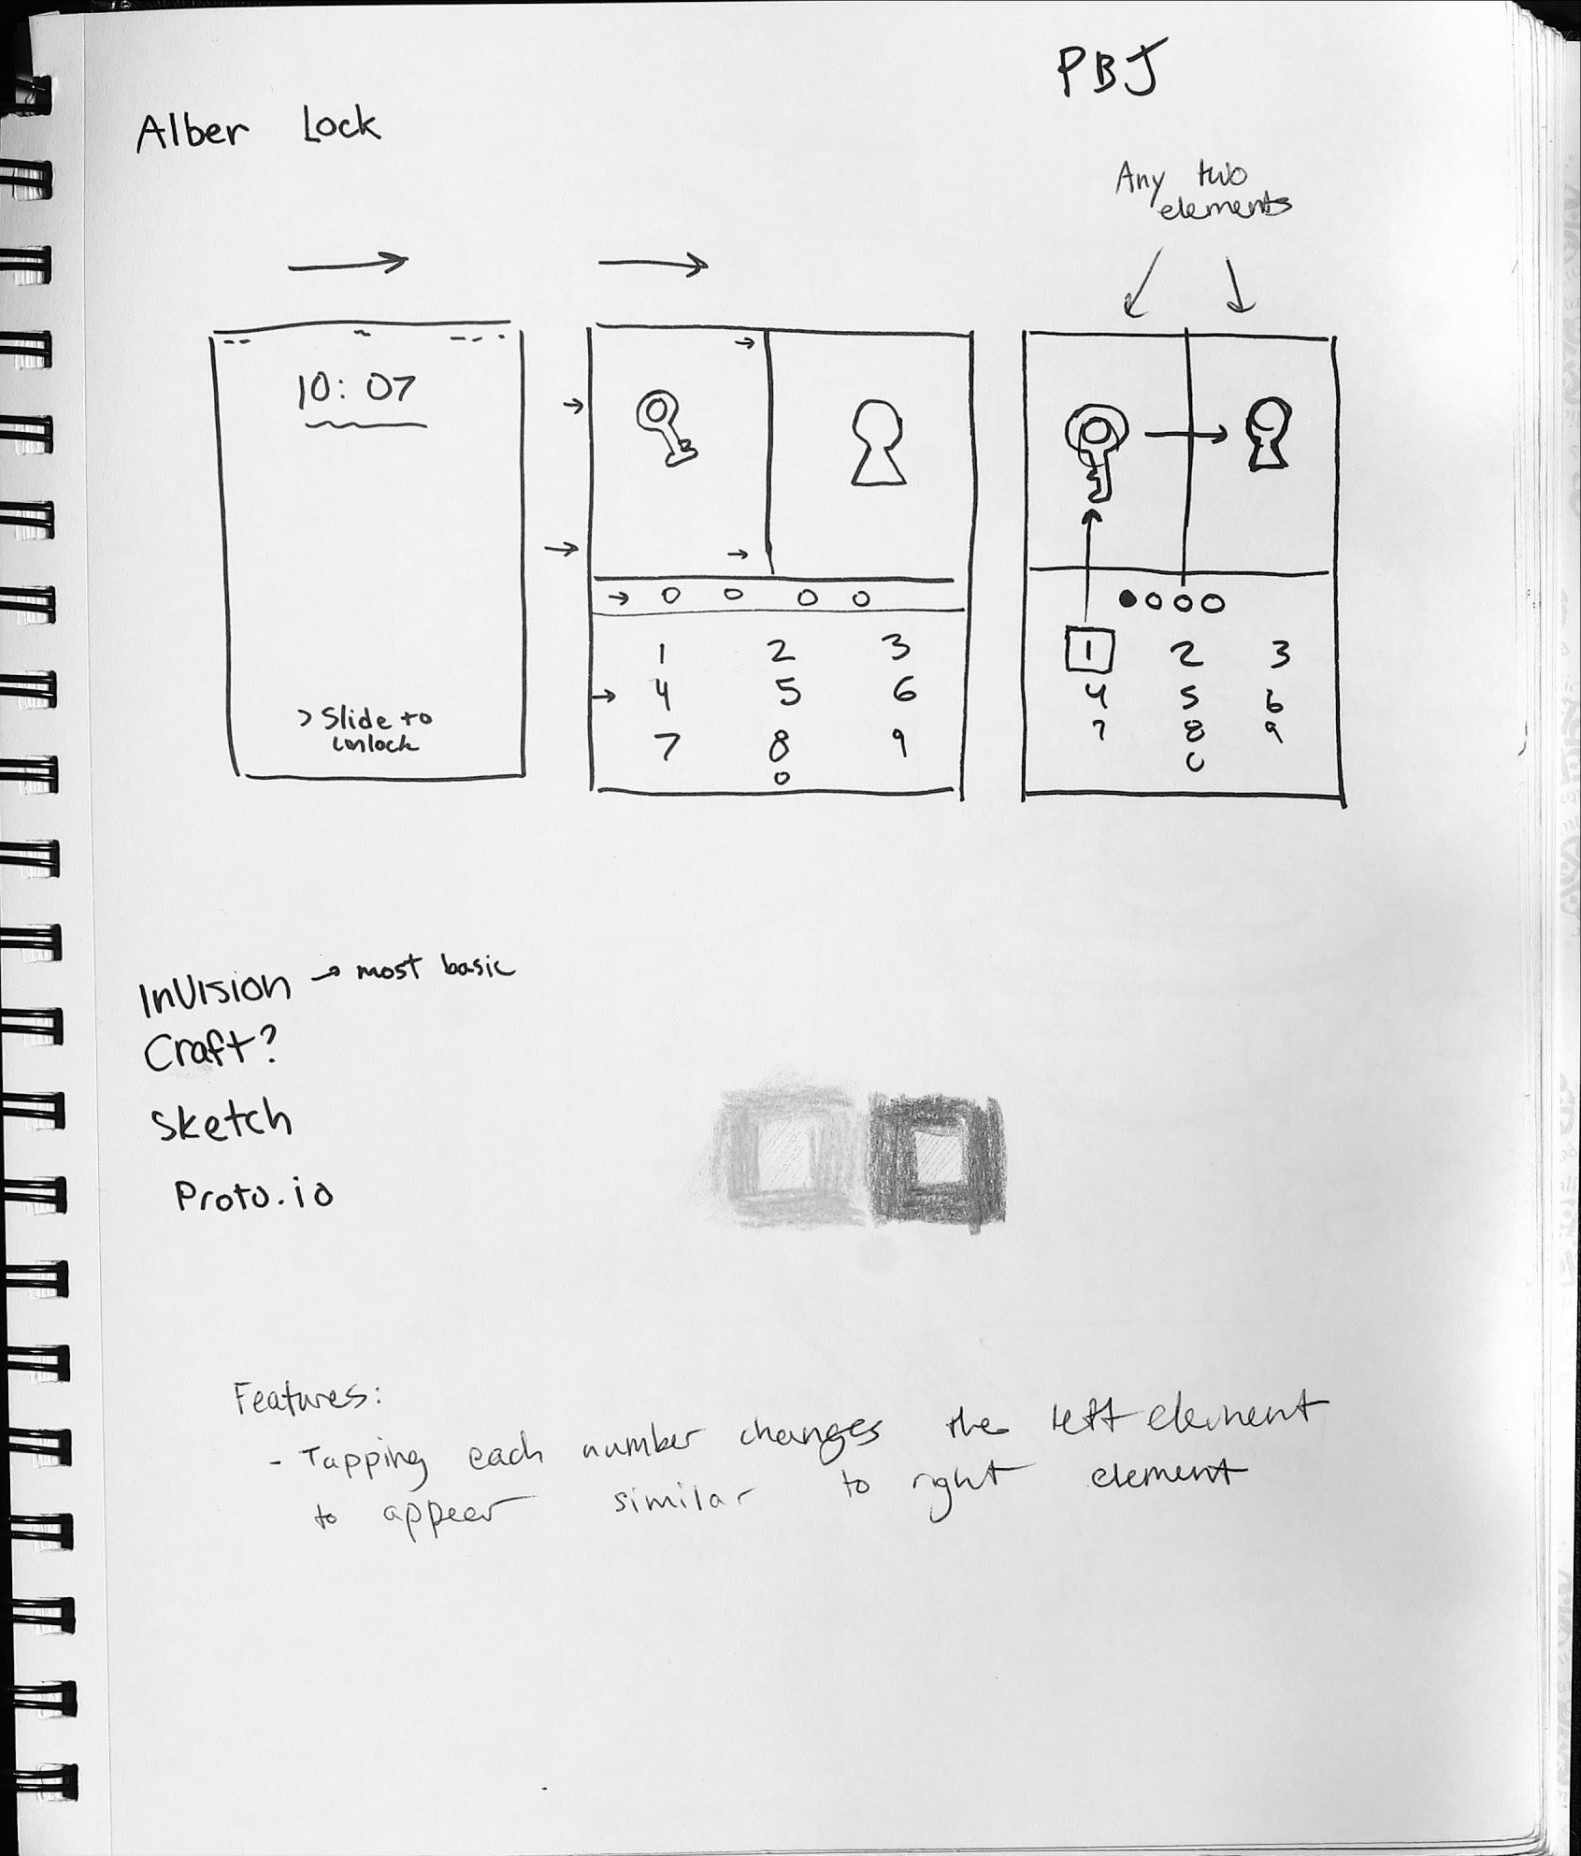 PBJ
Alber Lock
Any two
elements
10:07
> Slide to
unlock
1 2 3
4 5 6
7 8 9
0
1 2 3
4 5 6
7 8 9
0
InVision → most basic
Craft?
Sketch
Proto.io
Features:
- Tapping each number changes the left element
to appear similar to right element